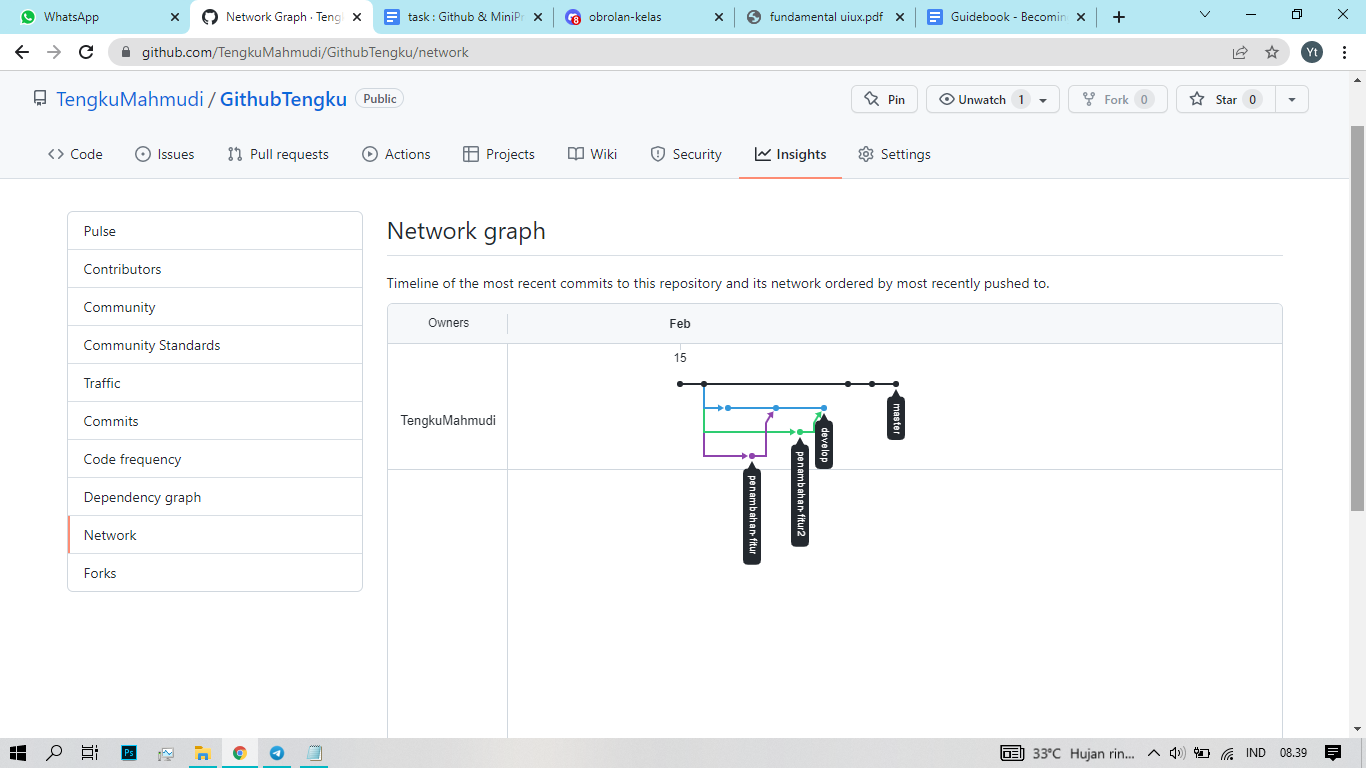 WhatsApp
Network Graph · Teng
task : Github & MiniPr
obrolan-kelas
fundamental uiux.pdf
Guidebook - Becomin
github.com/TengkuMahmudi/GithubTengku/network
Yt
TengkuMahmudi / GithubTengku Public
Pin
Unwatch 1
Fork 0
Star 0
Code
Issues
Pull requests
Actions
Projects
Wiki
Security
Insights
Settings
Pulse
Contributors
Community
Community Standards
Traffic
Commits
Code frequency
Dependency graph
Network
Forks
Network graph
Timeline of the most recent commits to this repository and its network ordered by most recently pushed to.
Owners
Feb
15
TengkuMahmudi
master
develop
penambahan-fitur2
penambahan-fitur
Ps
33°C Hujan rin...
IND
08.39